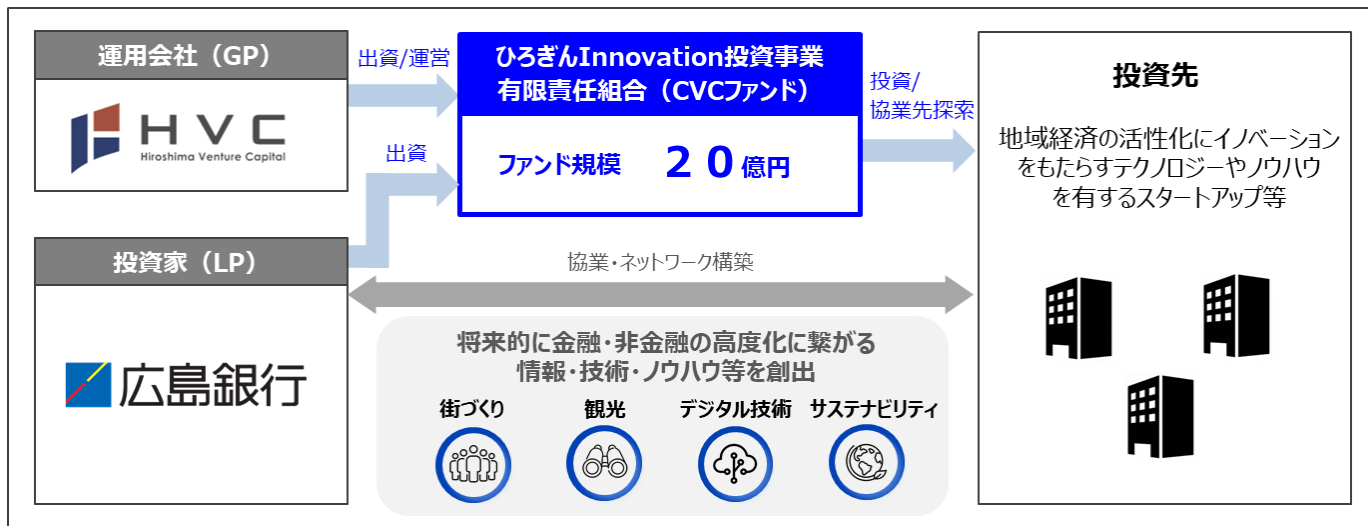 運用会社（GP）
HVC
Hiroshima Venture Capital
出資/運営
出資
投資家（LP）
広島銀行
ひろぎんInnovation投資事業
有限責任組合（CVCファンド）
ファンド規模　２０億円
投資/
協業先探索
投資先
地域経済の活性化にイノベーション
をもたらすテクノロジーやノウハウ
を有するスタートアップ等
協業・ネットワーク構築
将来的に金融・非金融の高度化に繋がる
情報・技術・ノウハウ等を創出
街づくり
観光
デジタル技術
サステナビリティ